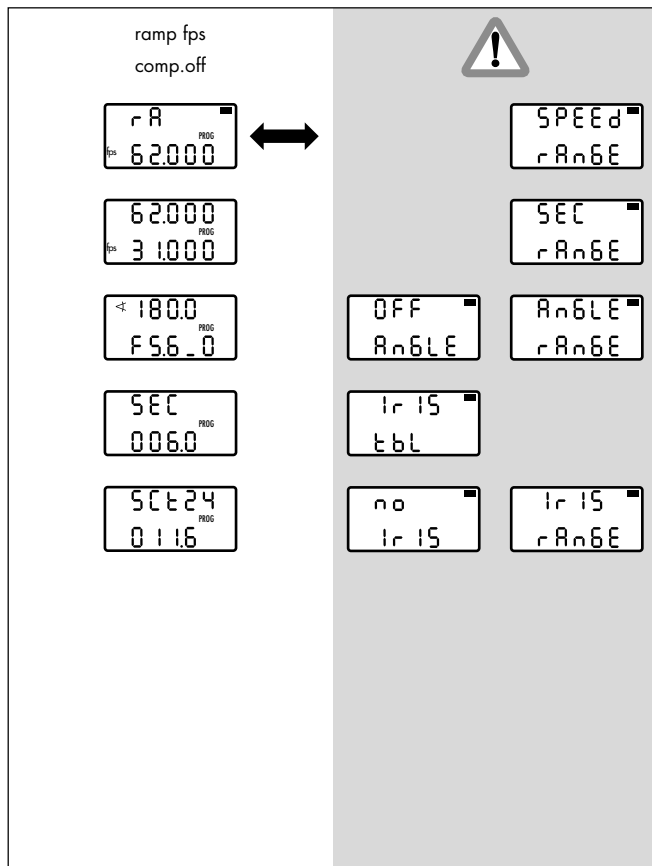 ramp fps
comp.off
rA
PROG
fps 62.000
62.000
PROG
fps 31.000
∢ 180.0
PROG
F5.6_0
SEC
PROG
006.0
SCt24
PROG
011.6
!
SPEEd
rAnGE
SEC
rAnGE
OFF
AnGLE
AnGLE
rAnGE
IrIS
tbL
no
IrIS
IrIS
rAnGE